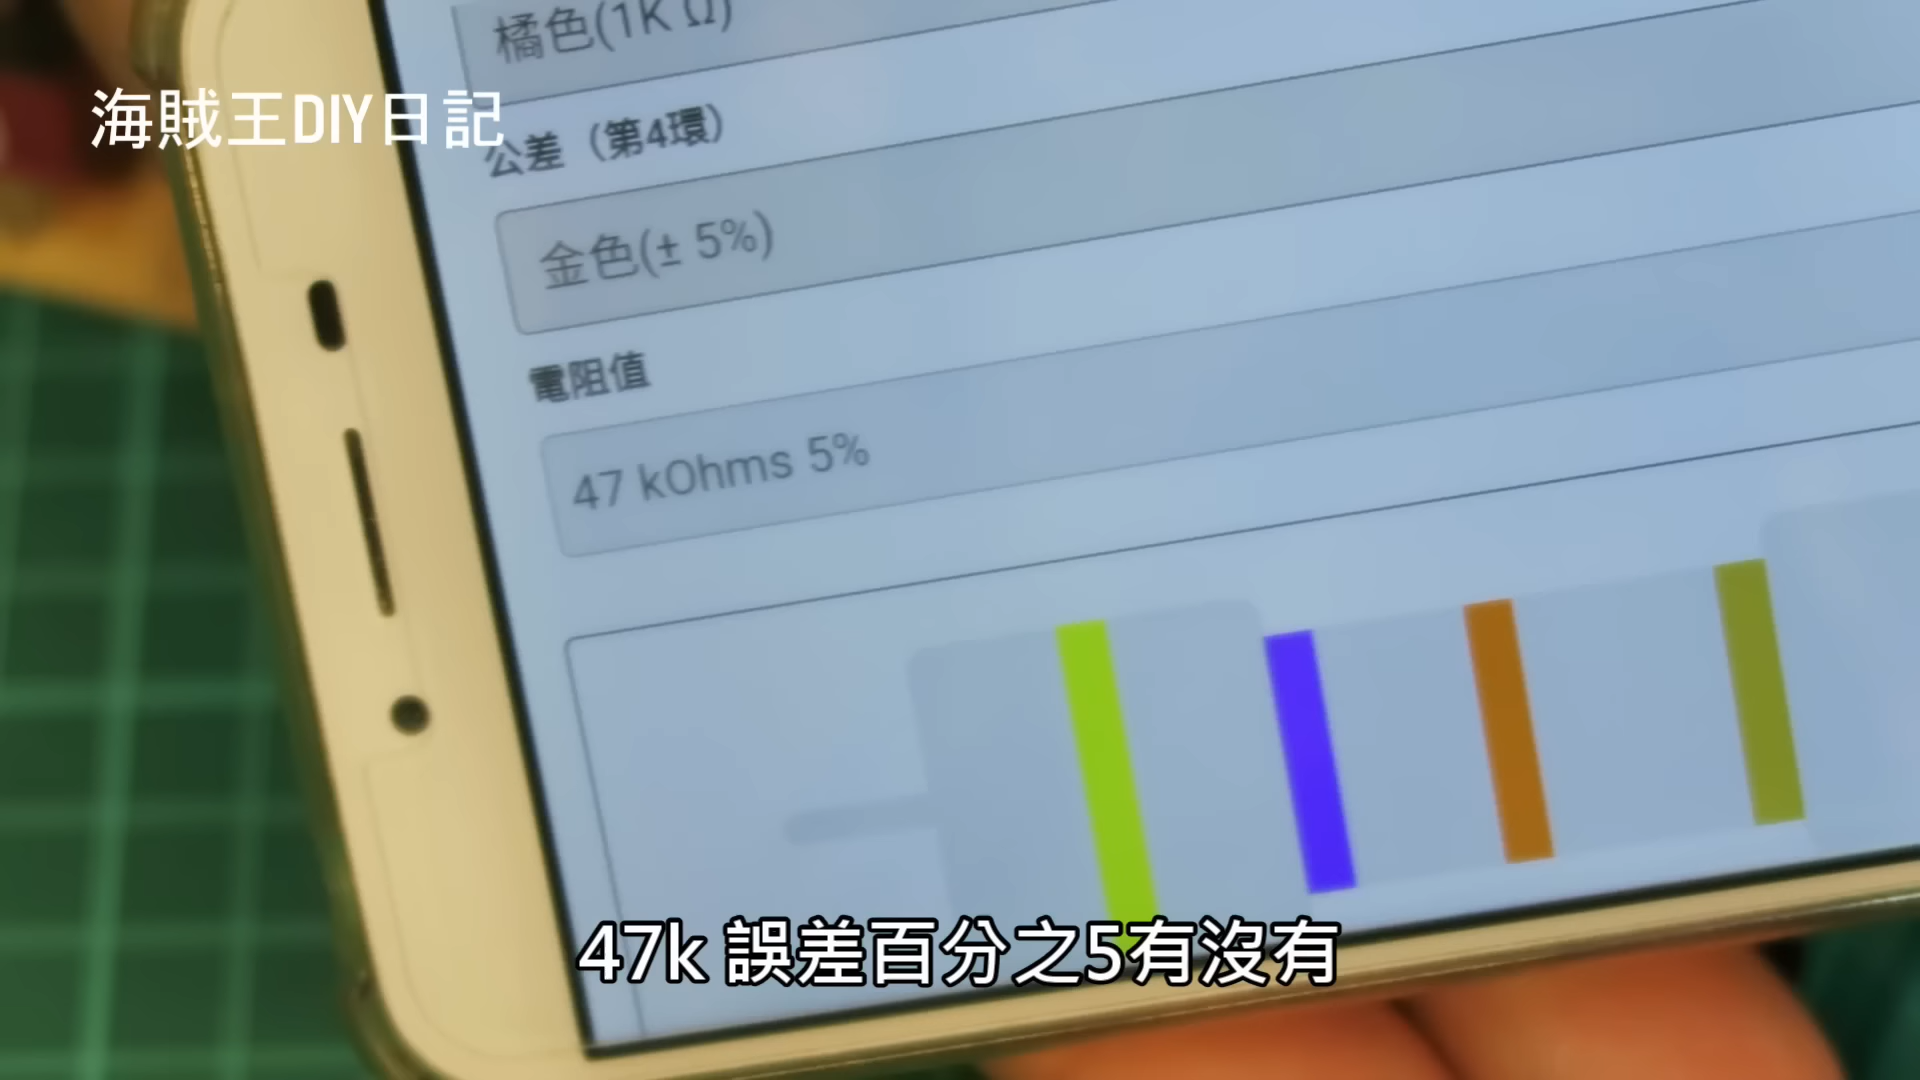 橘色(1K Ω)
海賊王DIY日記
公差（第4環）
金色(± 5%)
電阻值
47 kOhms 5%
47k 誤差百分之5有沒有